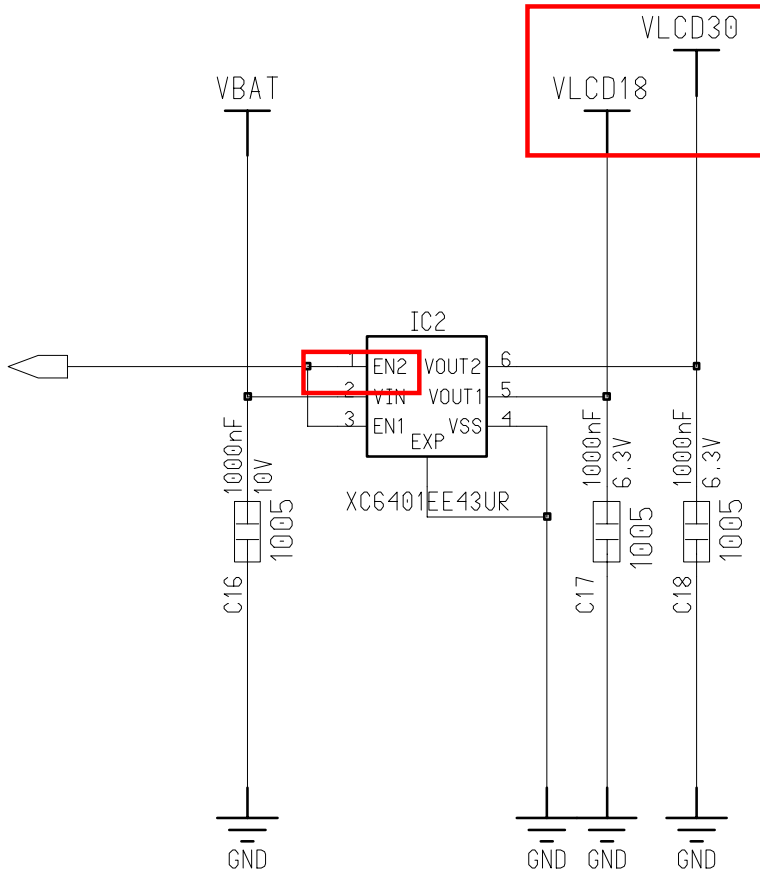 VLCD30
VBAT
VLCD18
IC2
1 EN2 VOUT2 6
2 VIN VOUT1 5
3 EN1 VSS 4
EXP
XC6401EE43UR
1000nF
10V
1005
C16
1000nF
6.3V
1005
C17
1000nF
6.3V
1005
C18
GND
GND
GND
GND